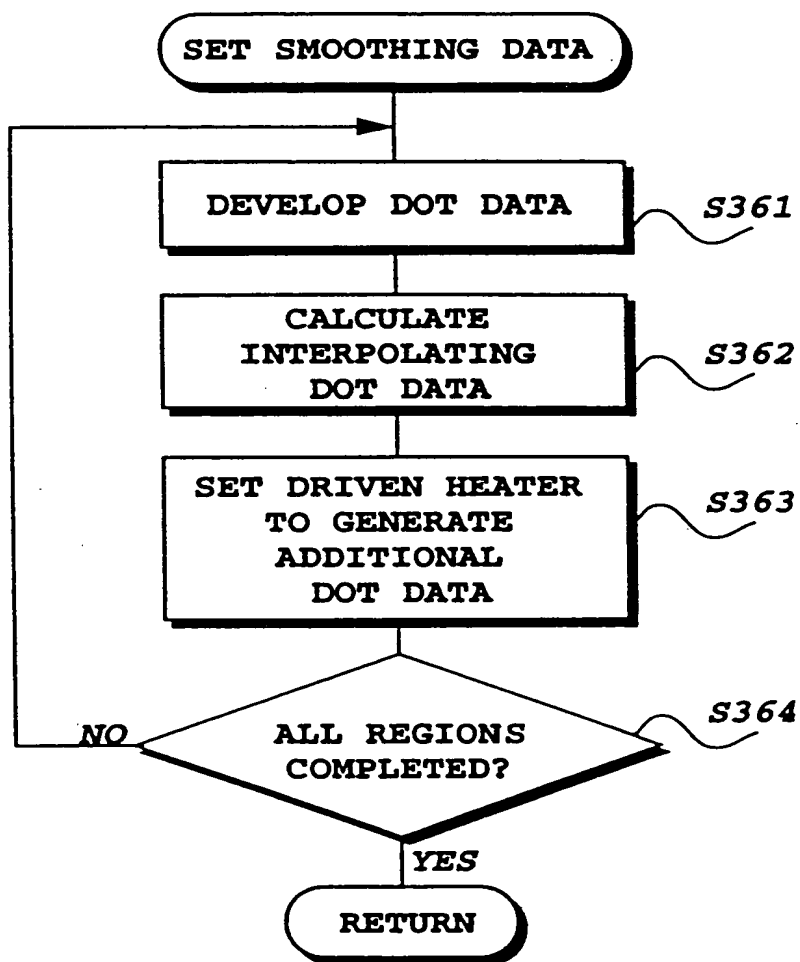 SET SMOOTHING DATA
DEVELOP DOT DATA
S361
CALCULATE
INTERPOLATING
DOT DATA
S362
SET DRIVEN HEATER
TO GENERATE
ADDITIONAL
DOT DATA
S363
ALL REGIONS
COMPLETED?
S364
NO
YES
RETURN